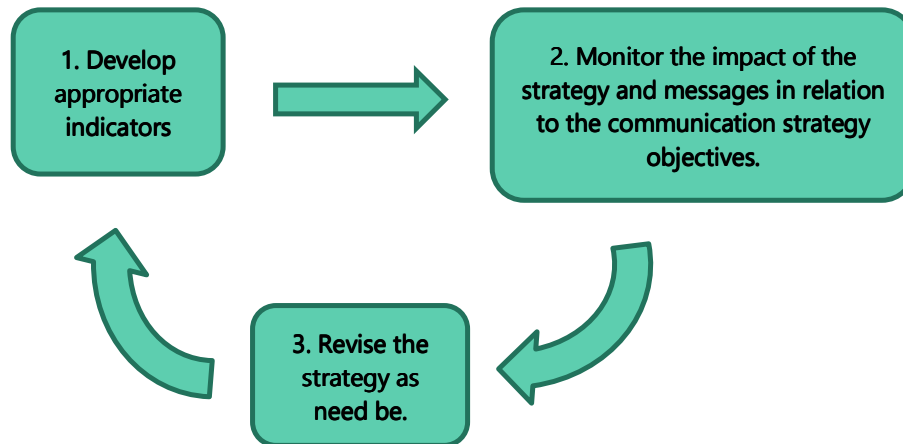 1. Develop
appropriate
indicators
2. Monitor the impact of the
strategy and messages in relation
to the communication strategy
objectives.
3. Revise the
strategy as
need be.